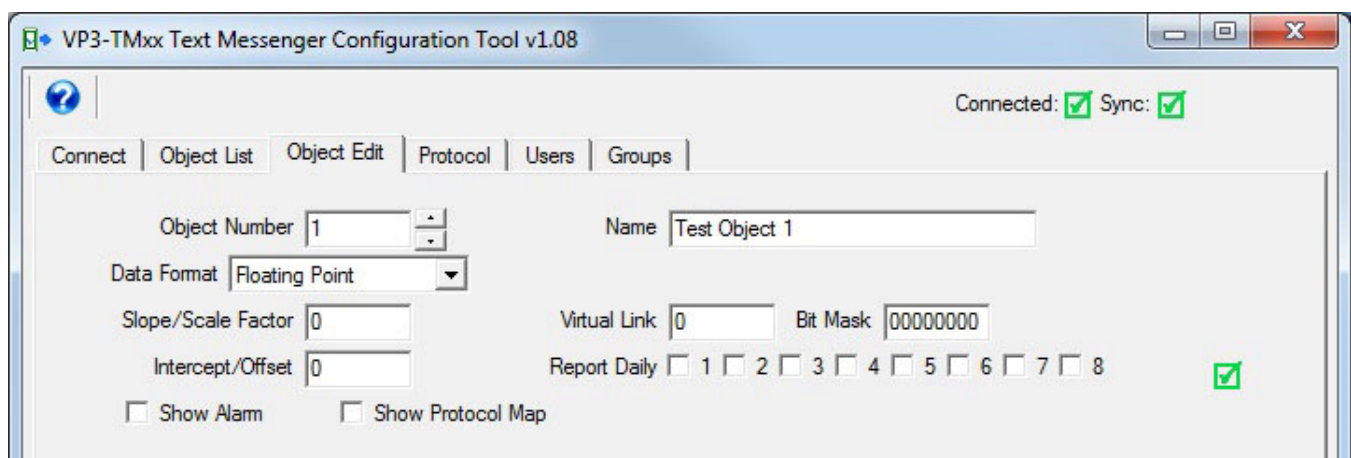 VP3-TMxx Text Messenger Configuration Tool v1.08
Connected: Sync:
Connect Object List Object Edit Protocol Users Groups
Object Number 1 Name Test Object 1
Data Format Floating Point
Slope/Scale Factor 0 Virtual Link 0 Bit Mask 00000000
Intercept/Offset 0 Report Daily 1 2 3 4 5 6 7 8
Show Alarm Show Protocol Map